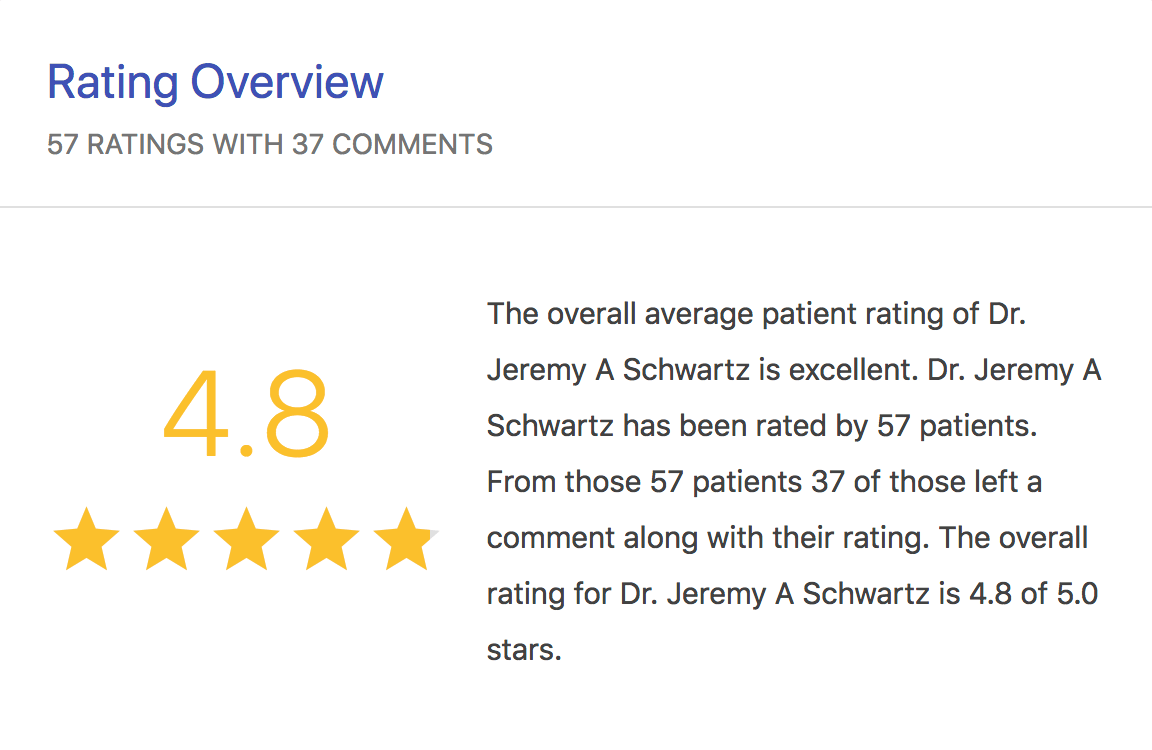 Rating Overview
57 RATINGS WITH 37 COMMENTS
4.8
The overall average patient rating of Dr.
Jeremy A Schwartz is excellent. Dr. Jeremy A
Schwartz has been rated by 57 patients.
From those 57 patients 37 of those left a
comment along with their rating. The overall
rating for Dr. Jeremy A Schwartz is 4.8 of 5.0
stars.